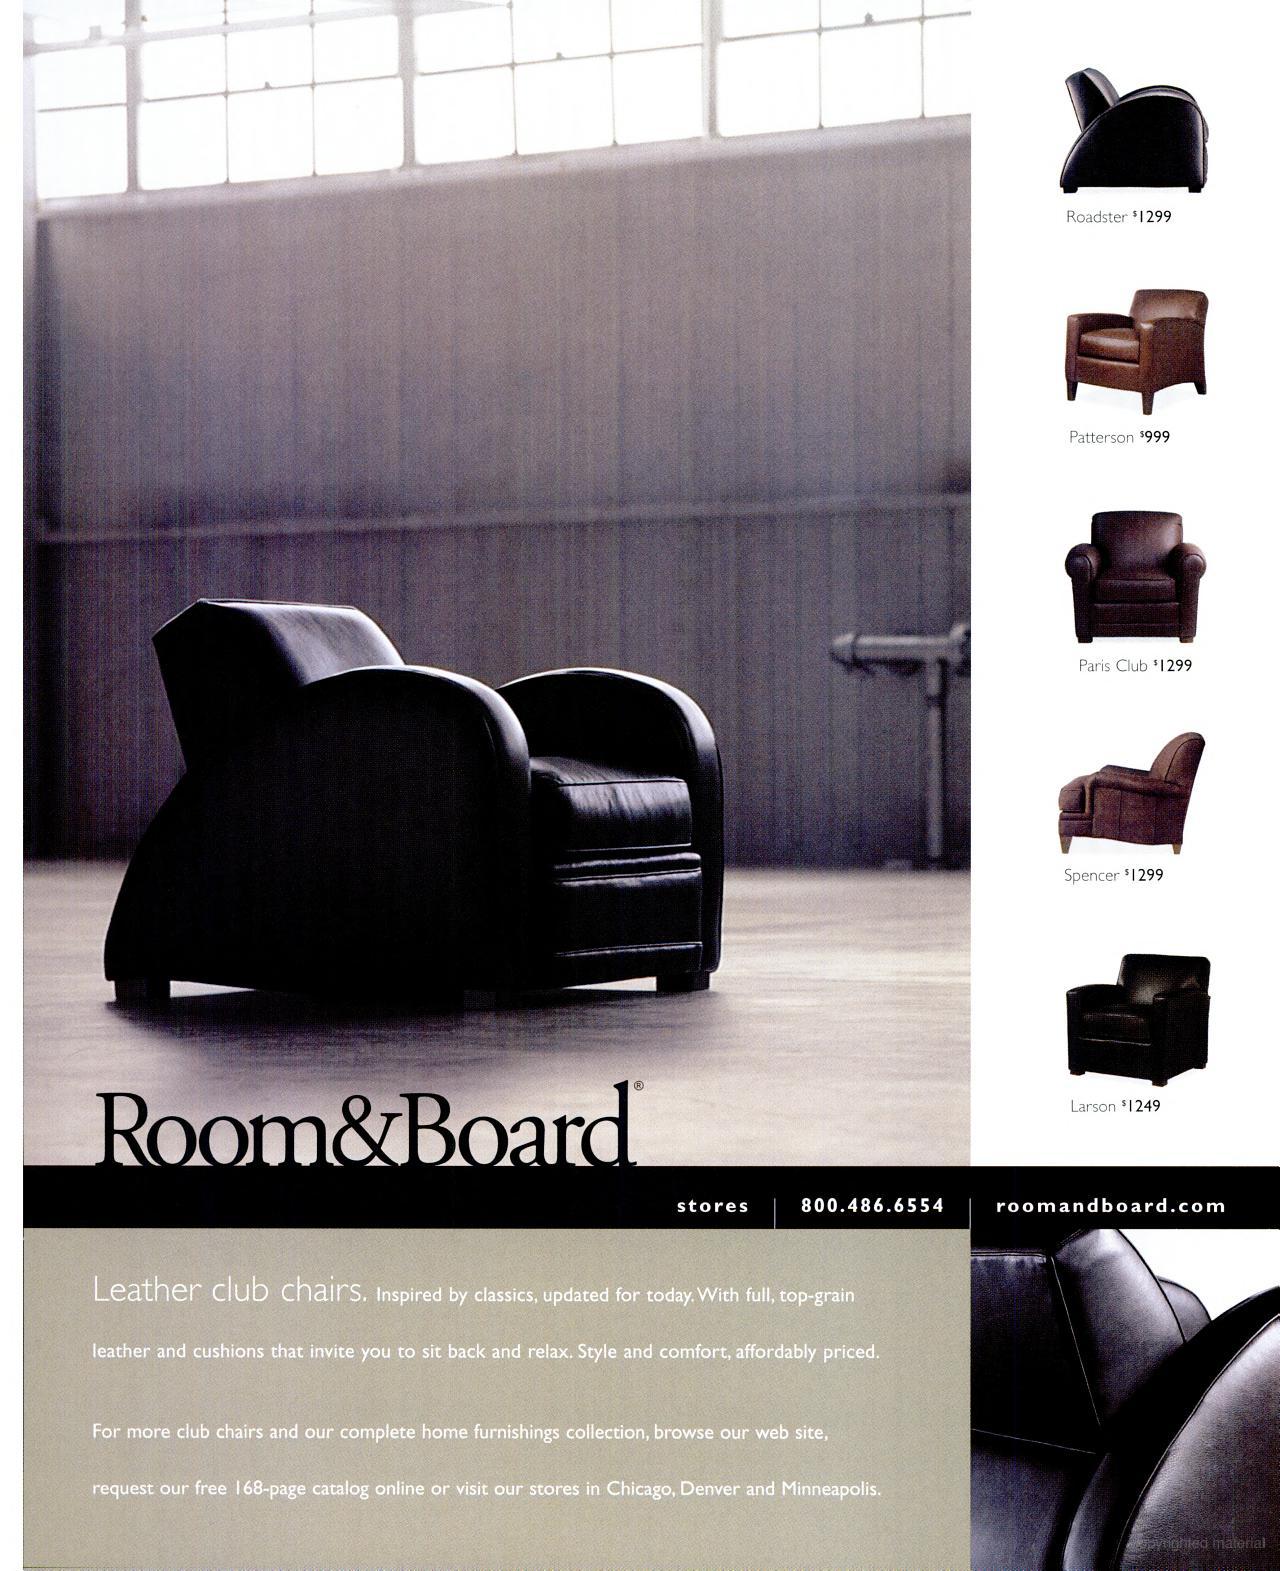 Roadster $1299
Patterson $999
Paris Club $1299
Spencer $1299
Larson $1249
Room&Board®
stores | 800.486.6554 | roomandboard.com
Leather club chairs. Inspired by classics, updated for today. With full, top-grain
leather and cushions that invite you to sit back and relax. Style and comfort, affordably priced.
For more club chairs and our complete home furnishings collection, browse our web site,
request our free 168-page catalog online or visit our stores in Chicago, Denver and Minneapolis.
Copyrighted material